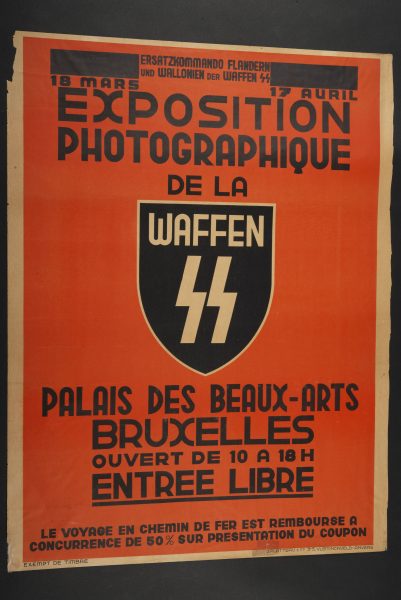 ERSATZKOMMANDO FLANDERN
UND WALLONIEN DER WAFFEN SS
18 MARS
17 AVRIL
EXPOSITION
PHOTOGRAPHIQUE
DE LA
WAFFEN
SS
PALAIS DES BEAUX-ARTS
BRUXELLES
OUVERT DE 10 A 18H
ENTREE LIBRE
LE VOYAGE EN CHEMIN DE FER EST REMBOURSE A
CONCURRENCE DE 50% SUR PRESENTATION DU COUPON
EXEMPT DE TIMBRE